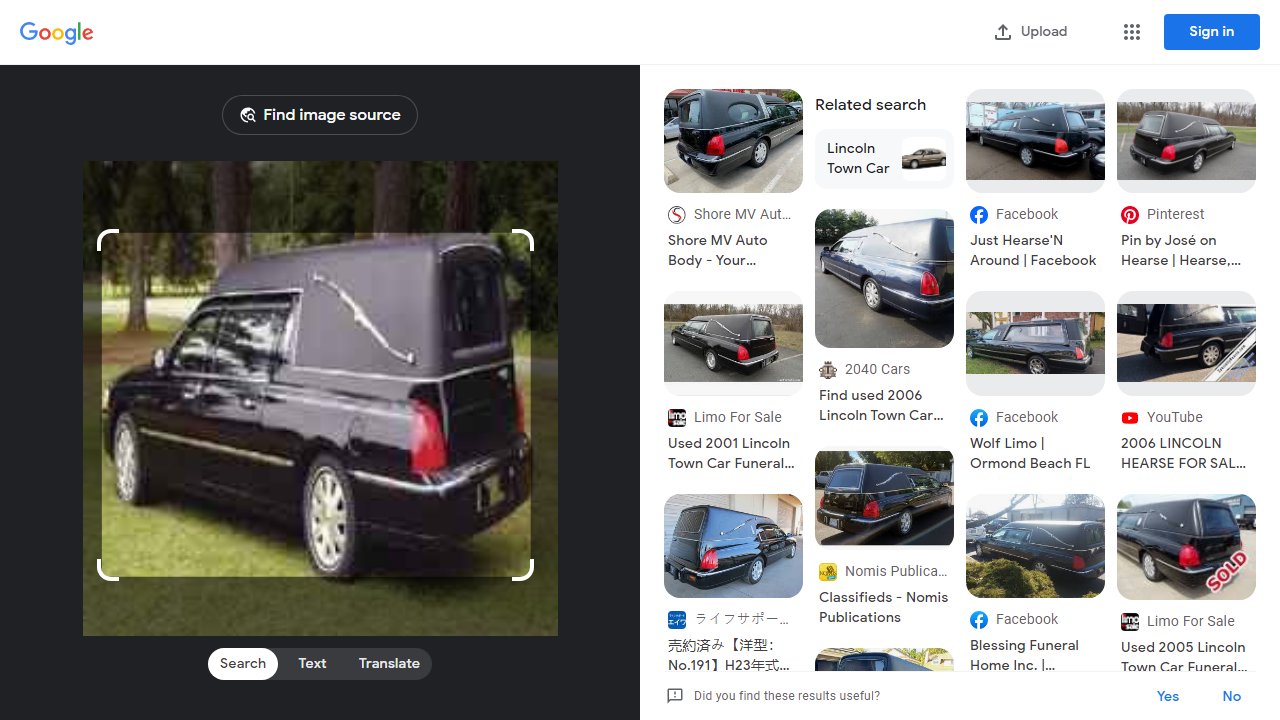 Google
Upload
Sign in
Find image source
Search
Text
Translate
Shore MV Aut...
Shore MV Auto
Body - Your...
Limo For Sale
Used 2001 Lincoln
Town Car Funeral...
ライフサポー...
売約済み【洋型:
No.191】H23年式...
Related search
Lincoln
Town Car
2040 Cars
Find used 2006
Lincoln Town Car...
Nomis Publica...
Classifieds - Nomis
Publications
Facebook
Just Hearse'N
Around | Facebook
Facebook
Wolf Limo |
Ormond Beach FL
Facebook
Blessing Funeral
Home Inc. |...
Pinterest
Pin by José on
Hearse | Hearse,...
YouTube
2006 LINCOLN
HEARSE FOR SAL...
SOLD
Limo For Sale
Used 2005 Lincoln
Town Car Funeral...
Did you find these results useful?
Yes
No